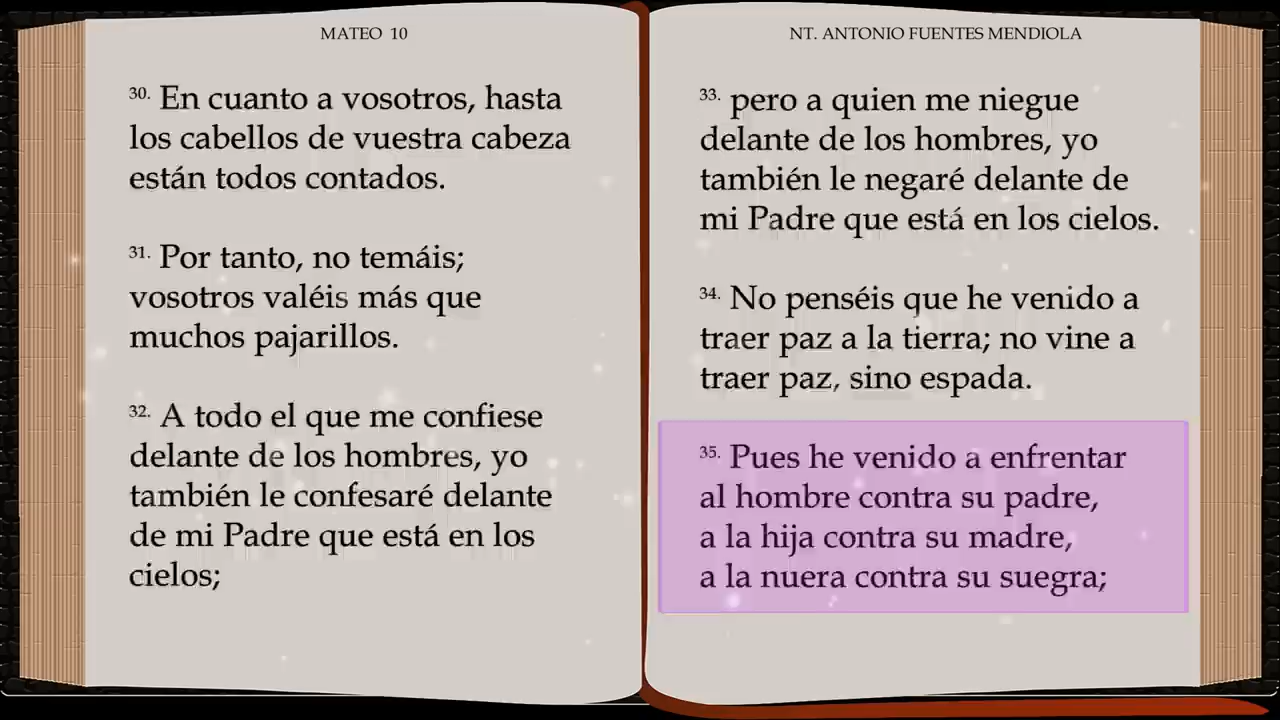 MATEO 10
30. En cuanto a vosotros, hasta
los cabellos de vuestra cabeza
están todos contados.
31. Por tanto, no temáis;
vosotros valéis más que
muchos pajarillos.
32. A todo el que me confiese
delante de los hombres, yo
también le confesaré delante
de mi Padre que está en los
cielos;
NT. ANTONIO FUENTES MENDIOLA
33. pero a quien me niegue
delante de los hombres, yo
también le negaré delante de
mi Padre que está en los cielos.
34. No penséis que he venido a
traer paz a la tierra; no vine a
traer paz, sino espada.
35. Pues he venido a enfrentar
al hombre contra su padre,
a la hija contra su madre,
a la nuera contra su suegra;